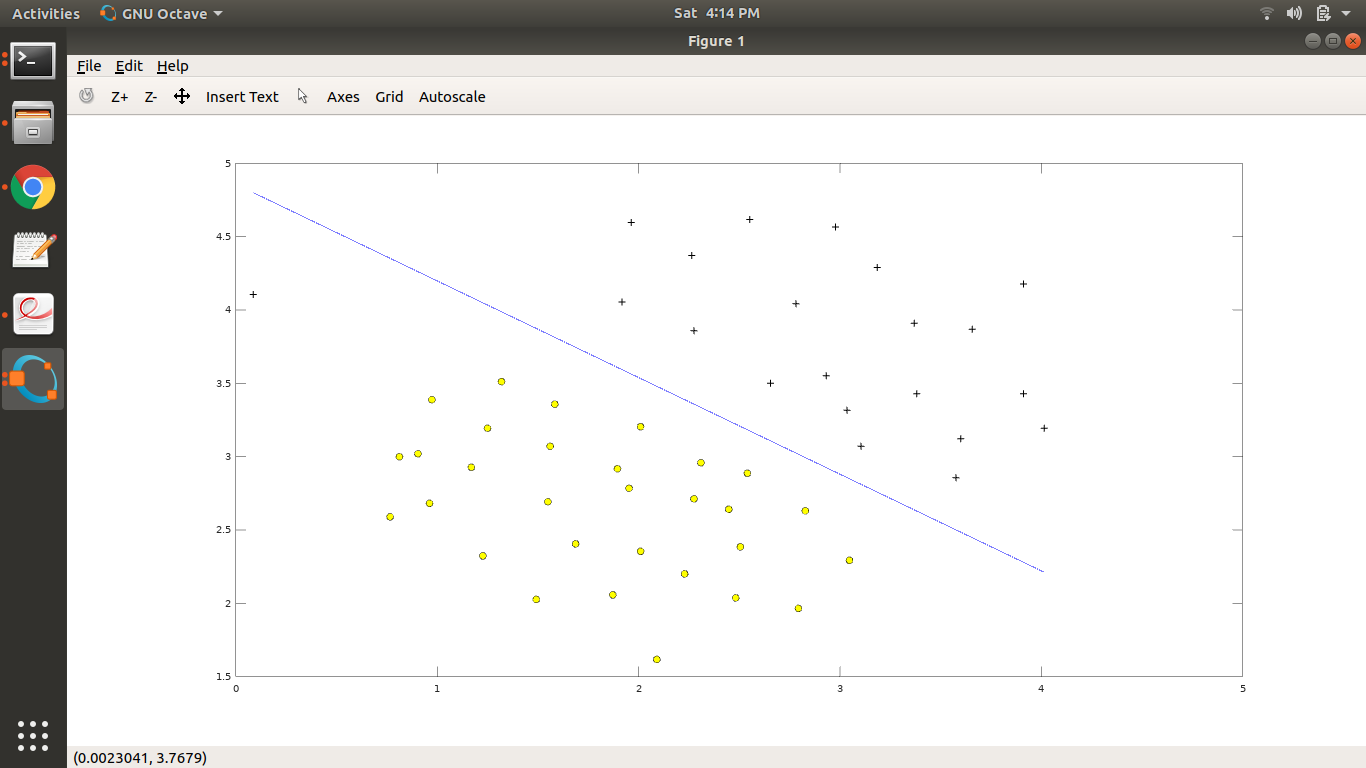 Activities GNU Octave Sat 4:14 PM
Figure 1
File Edit Help
Z+ Z- Insert Text Axes Grid Autoscale
5
4.5
4
3.5
3
2.5
2
1.5
0 1 2 3 4 5
(0.0023041, 3.7679)